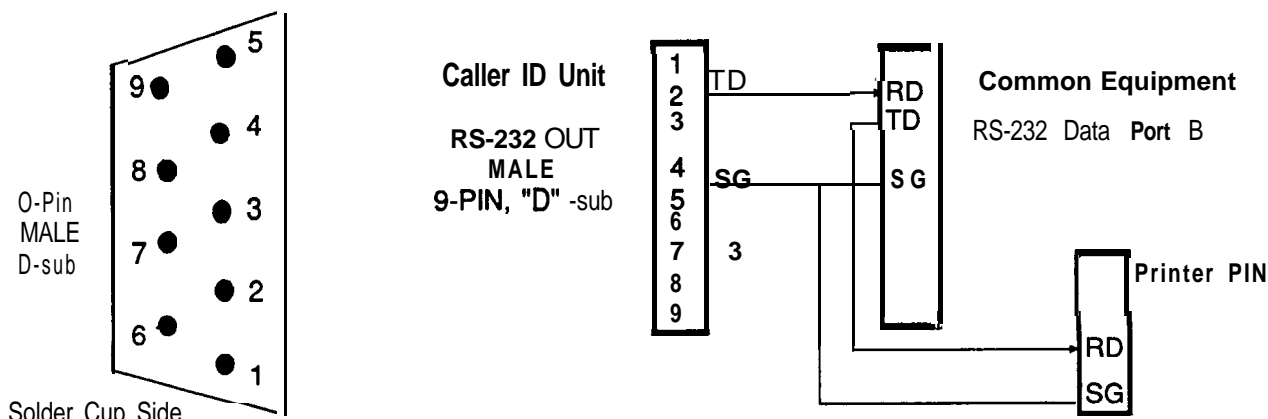 5
9
4
8
3
7
2
6
1
O-Pin
MALE
D-sub
Solder Cup Side
Caller ID Unit
RS-232 OUT
MALE
9-PIN, "D" -sub
1
2
3
4
5
6
7
8
9
TD
SG
3
RD
TD
SG
Common Equipment
RS-232 Data Port B
Printer PIN
RD
SG